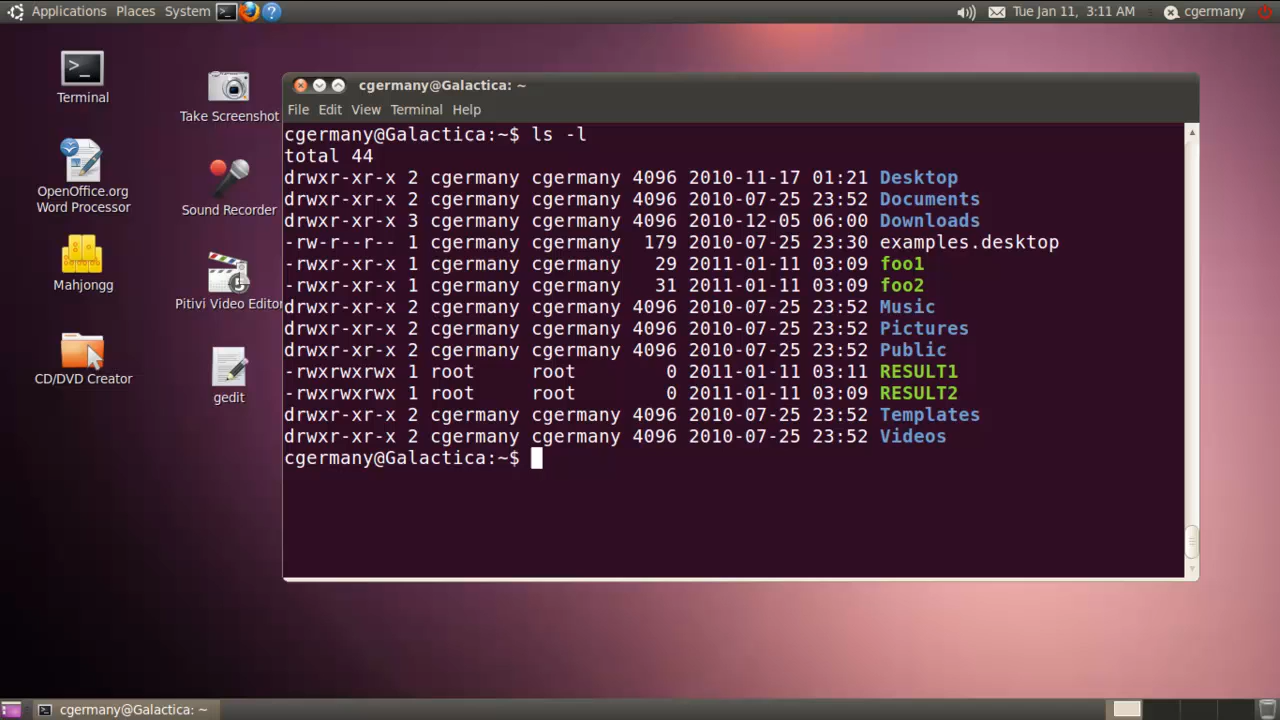 Applications Places System
Tue Jan 11, 3:11 AM cgermany
Terminal
Take Screenshot
OpenOffice.org
Word Processor
Sound Recorder
Mahjongg
Pitivi Video Editor
CD/DVD Creator
gedit
cgermany@Galactica: ~
File Edit View Terminal Help
cgermany@Galactica:~$ ls -l
total 44
drwxr-xr-x 2 cgermany cgermany 4096 2010-11-17 01:21 Desktop
drwxr-xr-x 2 cgermany cgermany 4096 2010-07-25 23:52 Documents
drwxr-xr-x 3 cgermany cgermany 4096 2010-12-05 06:00 Downloads
-rw-r--r-- 1 cgermany cgermany  179 2010-07-25 23:30 examples.desktop
-rwxr-xr-x 1 cgermany cgermany   29 2011-01-11 03:09 foo1
-rwxr-xr-x 1 cgermany cgermany   31 2011-01-11 03:09 foo2
drwxr-xr-x 2 cgermany cgermany 4096 2010-07-25 23:52 Music
drwxr-xr-x 2 cgermany cgermany 4096 2010-07-25 23:52 Pictures
drwxr-xr-x 2 cgermany cgermany 4096 2010-07-25 23:52 Public
-rwxrwxrwx 1 root     root        0 2011-01-11 03:11 RESULT1
-rwxrwxrwx 1 root     root        0 2011-01-11 03:09 RESULT2
drwxr-xr-x 2 cgermany cgermany 4096 2010-07-25 23:52 Templates
drwxr-xr-x 2 cgermany cgermany 4096 2010-07-25 23:52 Videos
cgermany@Galactica:~$
cgermany@Galactica: ~